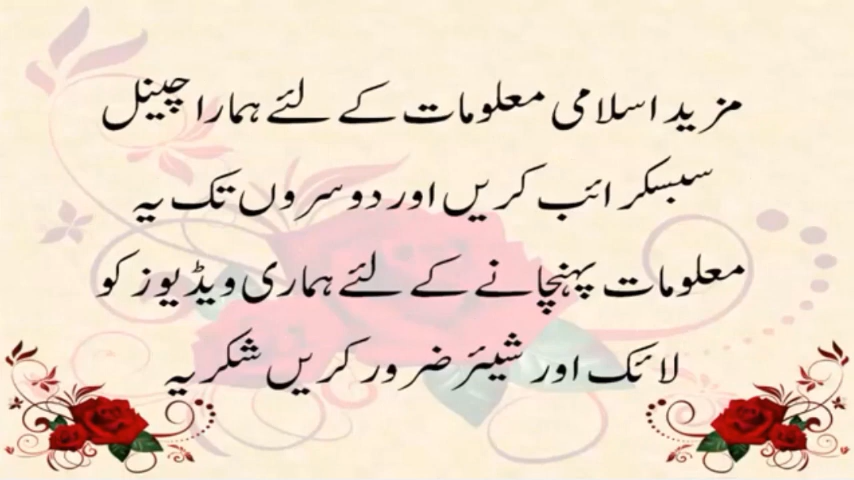 مزید اسلامی معلومات کے لئے ہمارا چینل
سبسکرائب کریں اور دوسروں تک یہ
معلومات پہنچانے کے لئے ہماری ویڈیوز کو
لائک اور شیئر ضرور کریں شکریہ